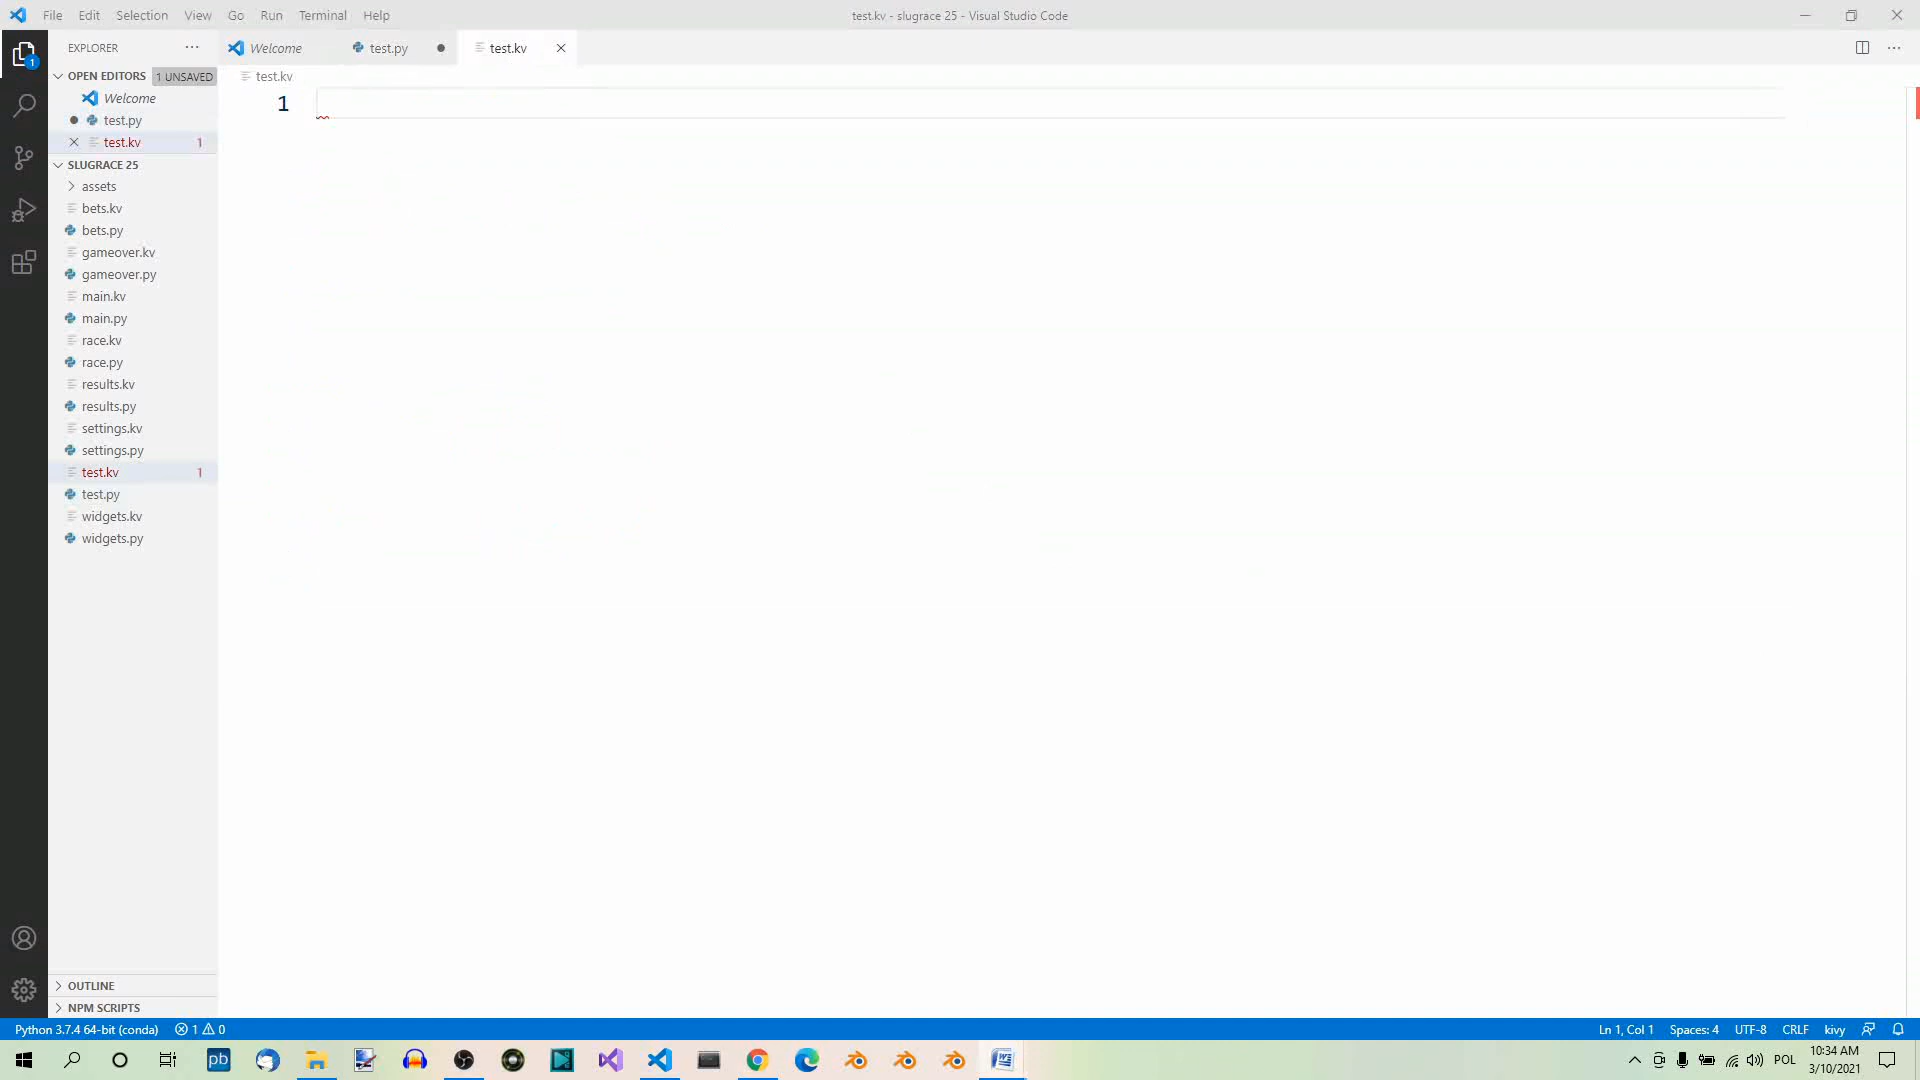 File Edit Selection View Go Run Terminal Help
test.kv - slugrace 25 - Visual Studio Code
EXPLORER
Welcome
test.py
test.kv
OPEN EDITORS 1 UNSAVED
test.kv
Welcome
1
test.py
test.kv 1
SLUGRACE 25
assets
bets.kv
bets.py
gameover.kv
gameover.py
main.kv
main.py
race.kv
race.py
results.kv
results.py
settings.kv
settings.py
test.kv 1
test.py
widgets.kv
widgets.py
1
OUTLINE
NPM SCRIPTS
Python 3.7.4 64-bit (conda) 1 0
Ln 1, Col 1 Spaces: 4 UTF-8 CRLF kivy
pb
POL
10:34 AM
3/10/2021